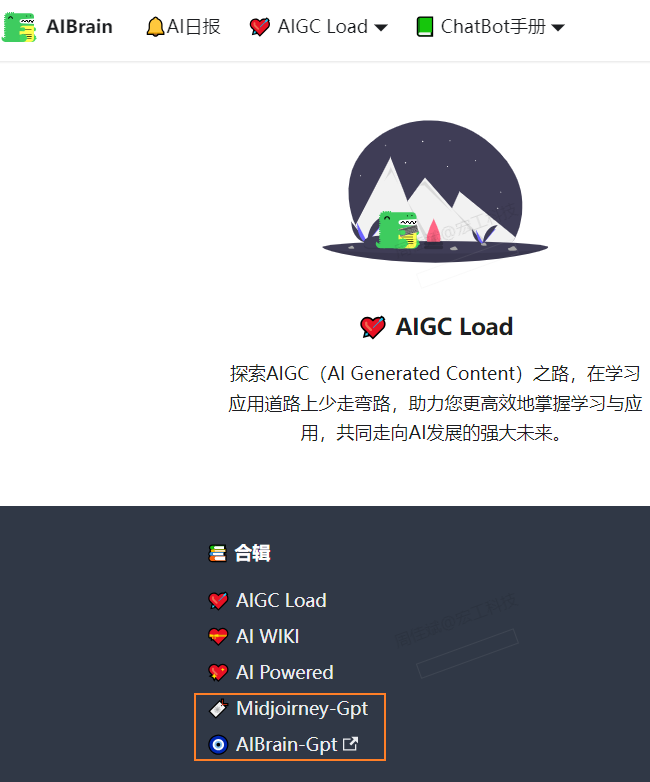 AIBrain
AI日报
AIGC Load
ChatBot手册
AIGC Load
探索AIGC（AI Generated Content）之路，在学习
应用道路上少走弯路，助力您更高效地掌握学习与应
用，共同走向AI发展的强大未来。
合辑
AIGC Load
AI WIKI
AI Powered
Midjoirney-Gpt
AIBrain-Gpt